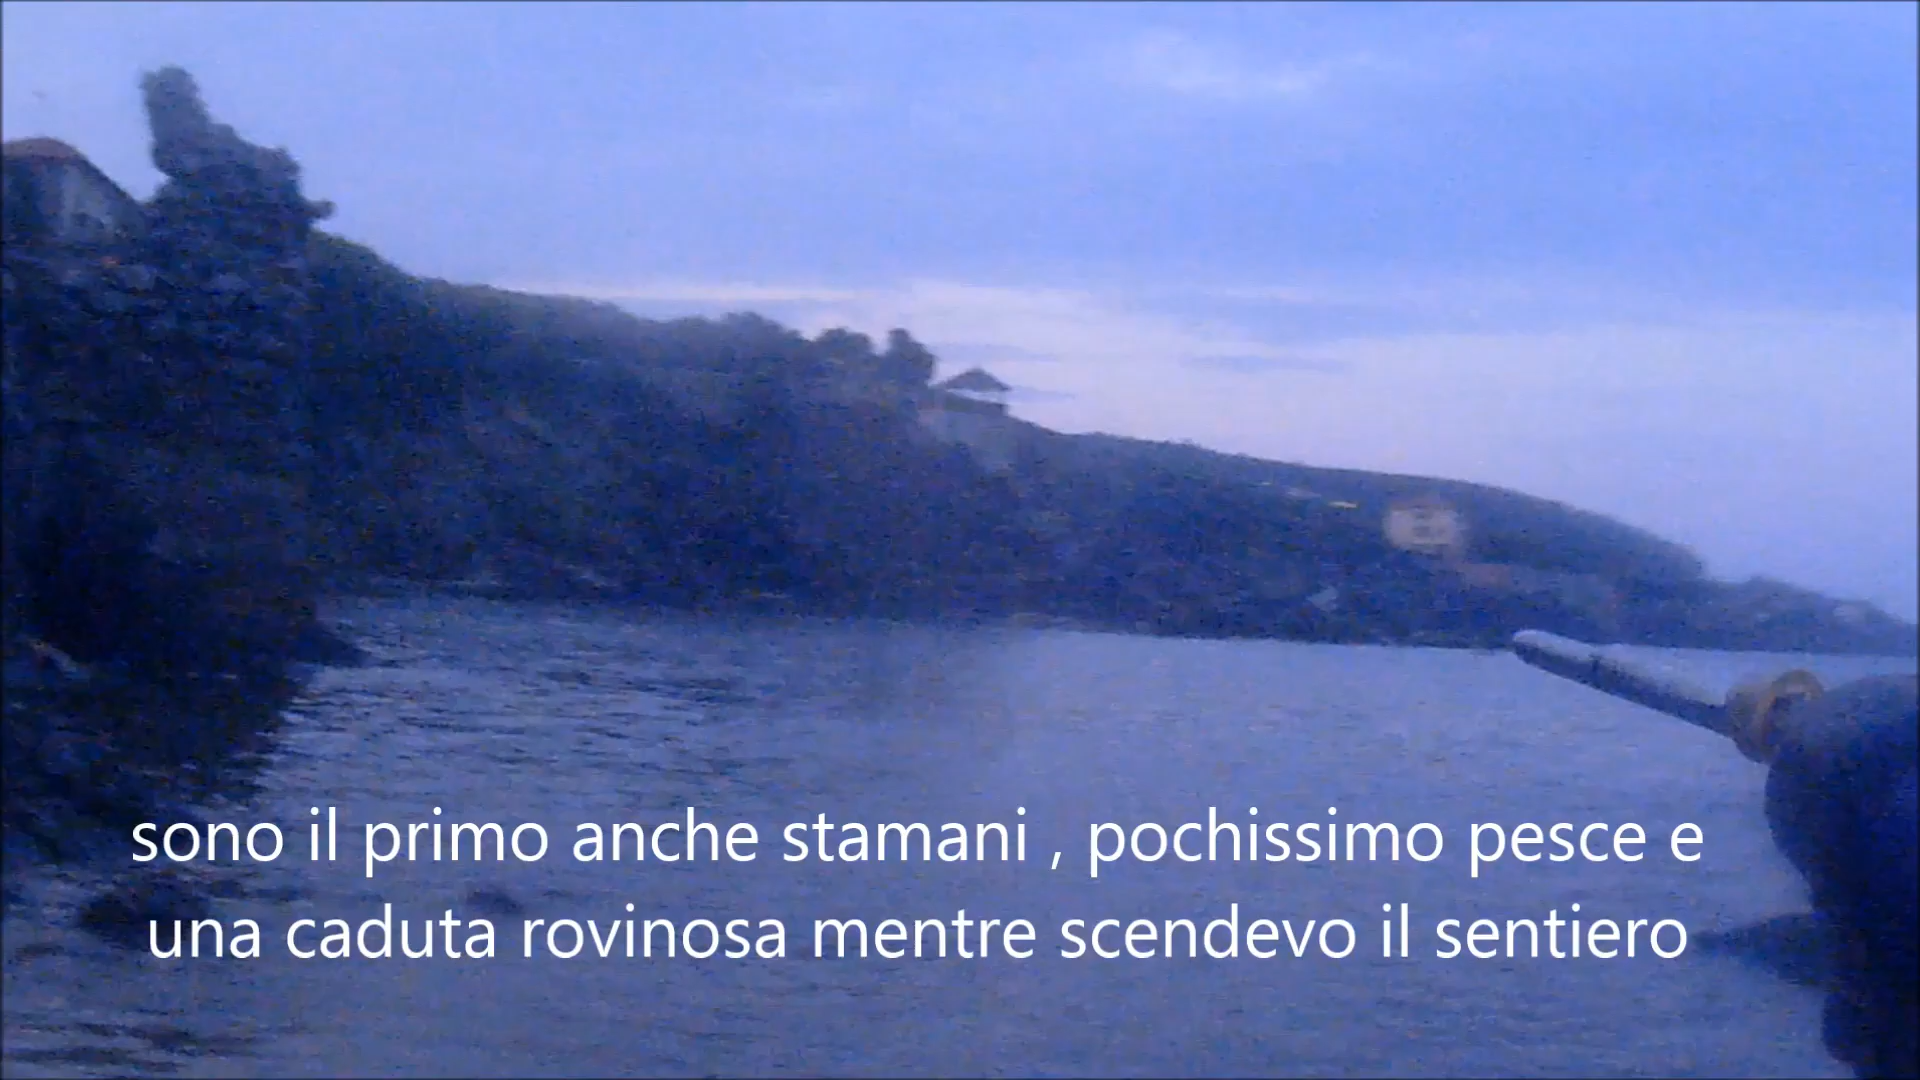 sono il primo anche stamani , pochissimo pesce e
una caduta rovinosa mentre scendevo il sentiero